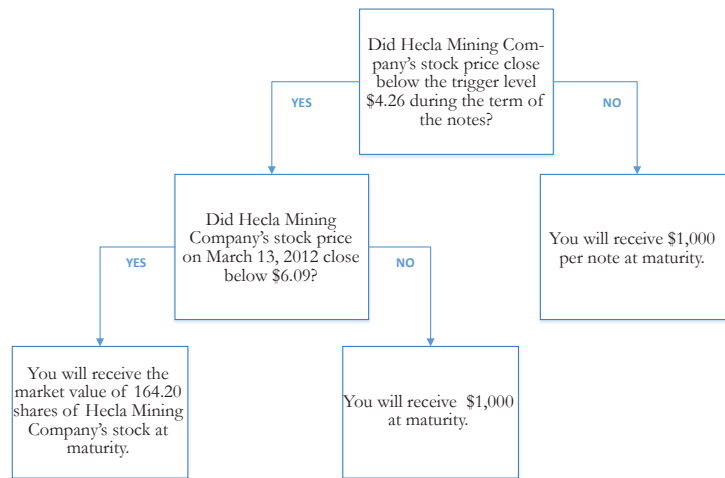 Did Hecla Mining Com-
pany's stock price close
below the trigger level
$4.26 during the term of
the notes?
YES
NO
Did Hecla Mining
Company's stock price
on March 13, 2012 close
below $6.09?
You will receive $1,000
per note at maturity.
YES
NO
You will receive the
market value of 164.20
shares of Hecla Mining
Company's stock at
maturity.
You will receive $1,000
at maturity.